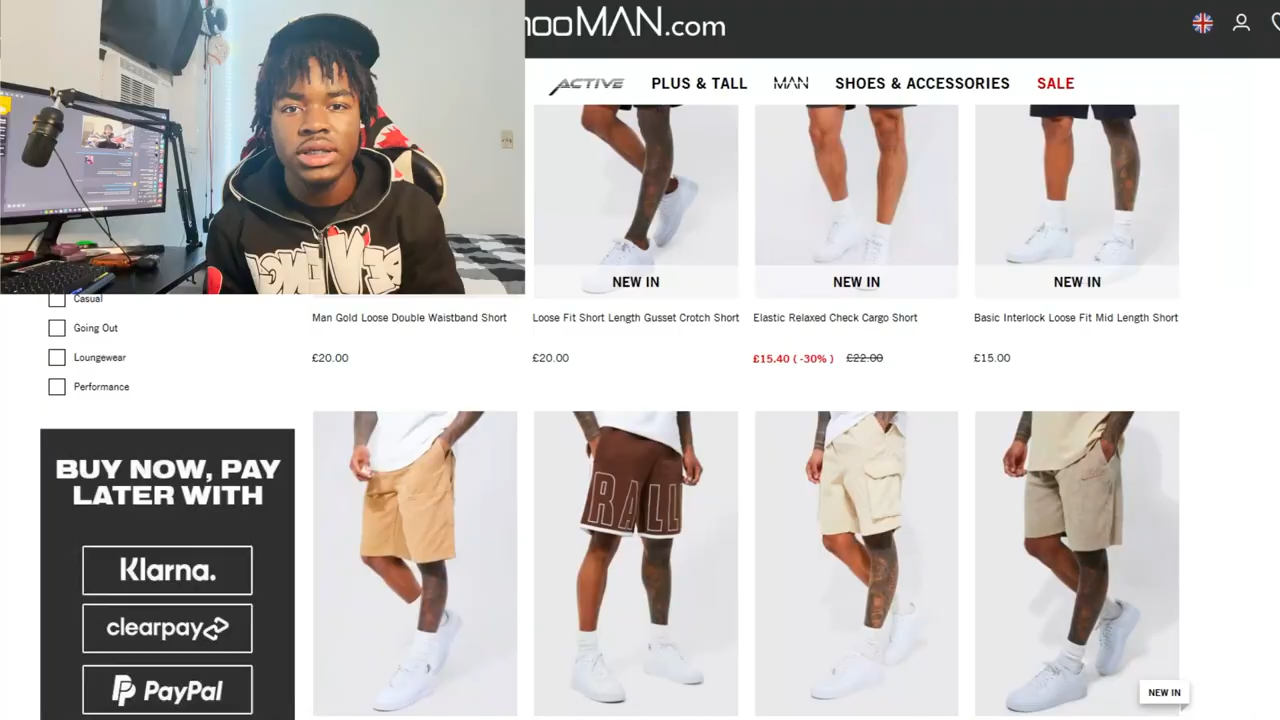 ooMAN.com
ACTIVE
PLUS & TALL
MAN
SHOES & ACCESSORIES
SALE
NEW IN
NEW IN
NEW IN
Casual
Going Out
Loungewear
Performance
Man Gold Loose Double Waistband Short
Loose Fit Short Length Gusset Crotch Short
Elastic Relaxed Check Cargo Short
Basic Interlock Loose Fit Mid Length Short
£20.00
£20.00
£15.40 ( -30% ) £22.00
£15.00
BUY NOW, PAY
LATER WITH
Klarna.
clearpay
PayPal
RALL
NEW IN